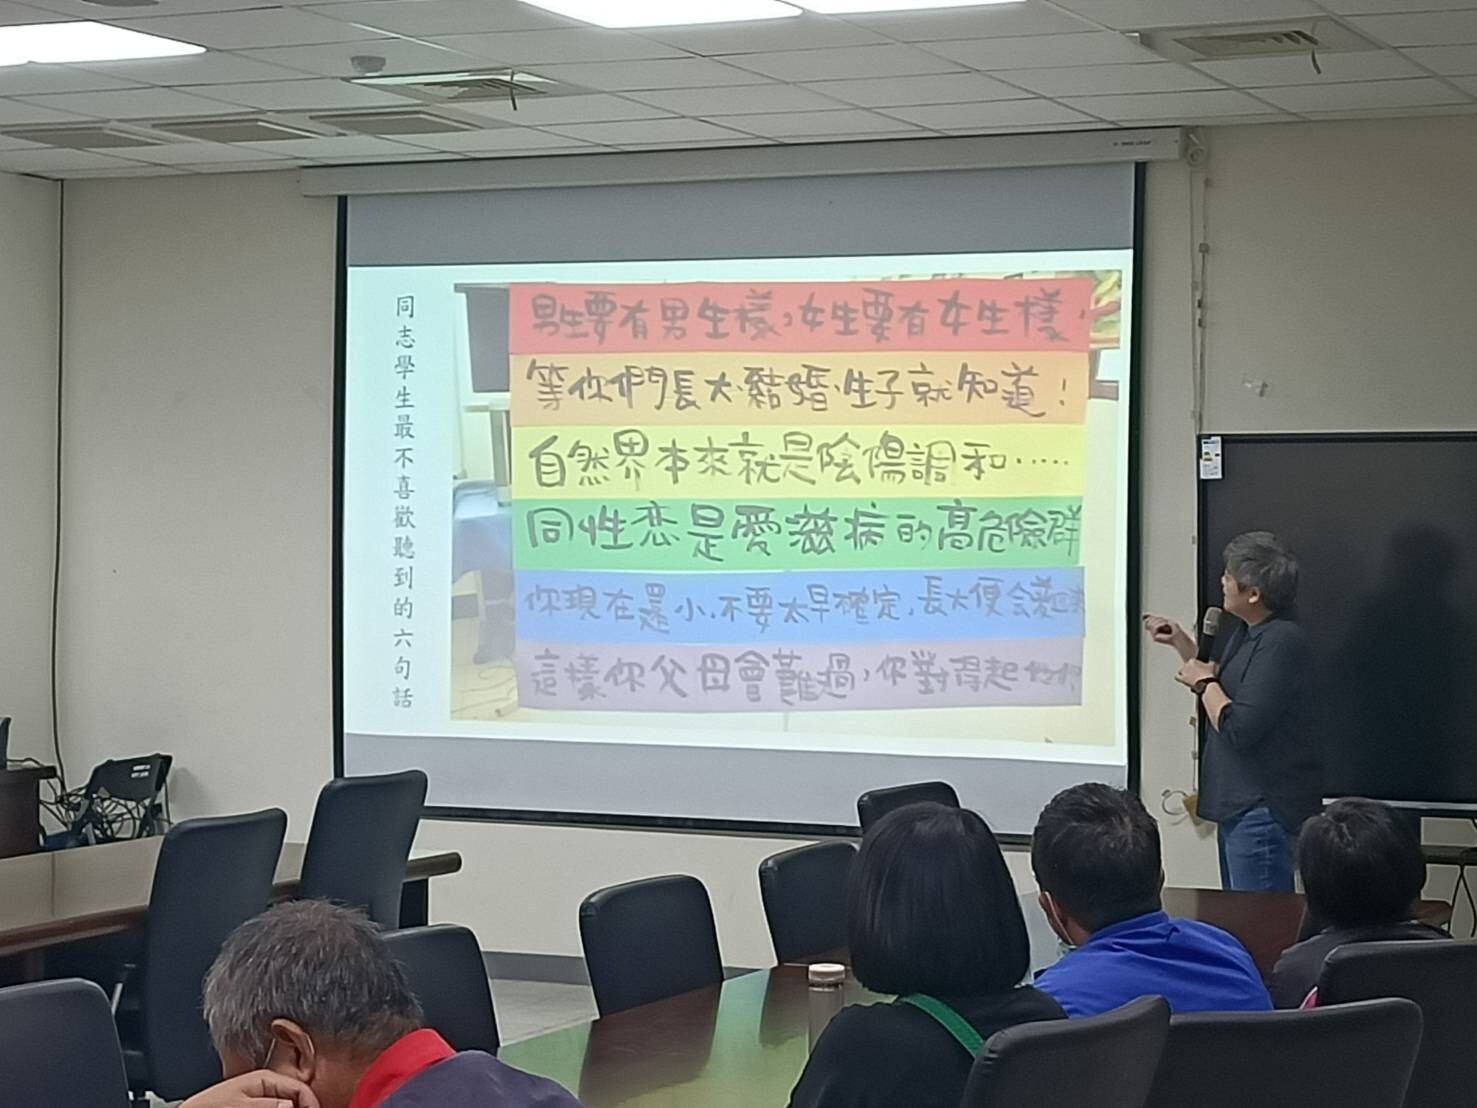 同志學生最不喜歡聽到的六句話
男生要有男生樣,女生要有女生樣
等你們長大、結婚、生子就知道!
自然界本來就是陰陽調和……
同性恋是愛滋病的高危險群
你現在還小,不要太早確定,長大便会
這樣你父母會難過,你對得起他們